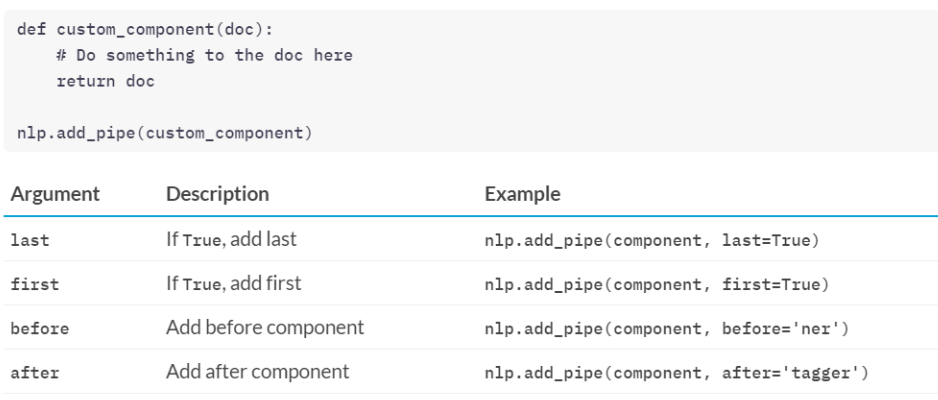 def custom_component(doc):
    # Do something to the doc here
    return doc
nlp.add_pipe(custom_component)
Argument Description Example
last If True, add last nlp.add_pipe(component, last=True)
first If True, add first nlp.add_pipe(component, first=True)
before Add before component nlp.add_pipe(component, before='ner')
after Add after component nlp.add_pipe(component, after='tagger')